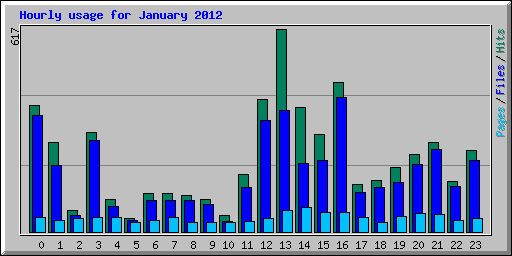 Hourly usage for January 2012
617
Pages / Files / Hits
0 1 2 3 4 5 6 7 8 9 10 11 12 13 14 15 16 17 18 19 20 21 22 23